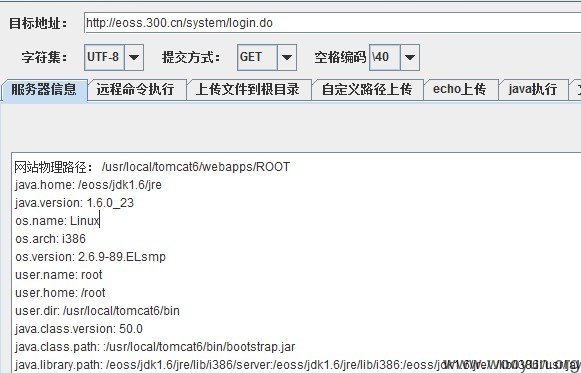 目标地址： http://eoss.300.cn/system/login.do
字符集： UTF-8 提交方式： GET 空格编码 \40
服务器信息 远程命令执行 上传文件到根目录 自定义路径上传 echo上传 java执行
网站物理路径： /usr/local/tomcat6/webapps/ROOT
java.home: /eoss/jdk1.6/jre
java.version: 1.6.0_23
os.name: Linux
os.arch: i386
os.version: 2.6.9-89.ELsmp
user.name: root
user.home: /root
user.dir: /usr/local/tomcat6/bin
java.class.version: 50.0
java.class.path: :/usr/local/tomcat6/bin/bootstrap.jar
java.library.path: /eoss/jdk1.6/jre/lib/i386/server:/eoss/jdk1.6/jre/lib/i386:/eoss/